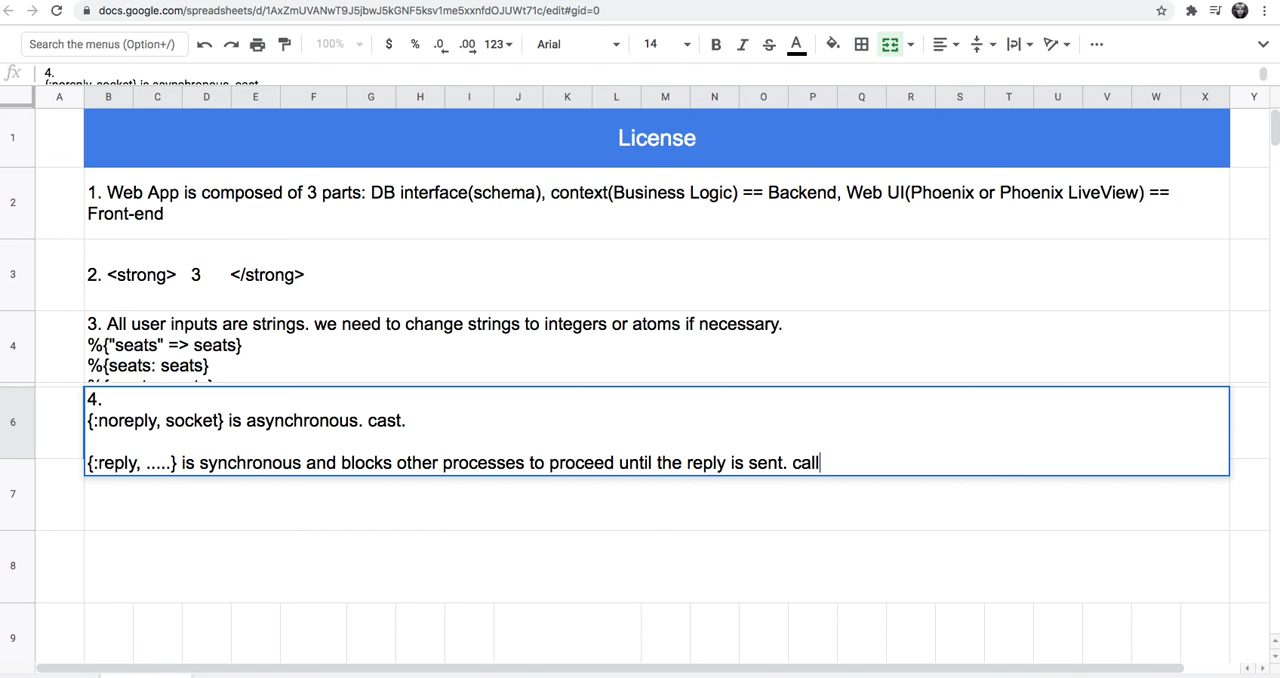 docs.google.com/spreadsheets/d/1AxZmUVANwT9J5jbwJ5kGNF5ksv1me5xxnfdOJUWt71c/edit#gid=0
Search the menus (Option+/) 100% $ % .0 .00 123 Arial 14 B I S A
fx 4.
{:noreply, socket} is asynchronous. cast.
A B C D E F G H I J K L M N O P Q R S T U V W X Y
1 License
2 1. Web App is composed of 3 parts: DB interface(schema), context(Business Logic) == Backend, Web UI(Phoenix or Phoenix LiveView) ==
Front-end
3 2. <strong> 3 </strong>
3. All user inputs are strings. we need to change strings to integers or atoms if necessary.
4 %{"seats" => seats}
%{seats: seats}
4.
6 {:noreply, socket} is asynchronous. cast.
{:reply, .....} is synchronous and blocks other processes to proceed until the reply is sent. call
7
8
9